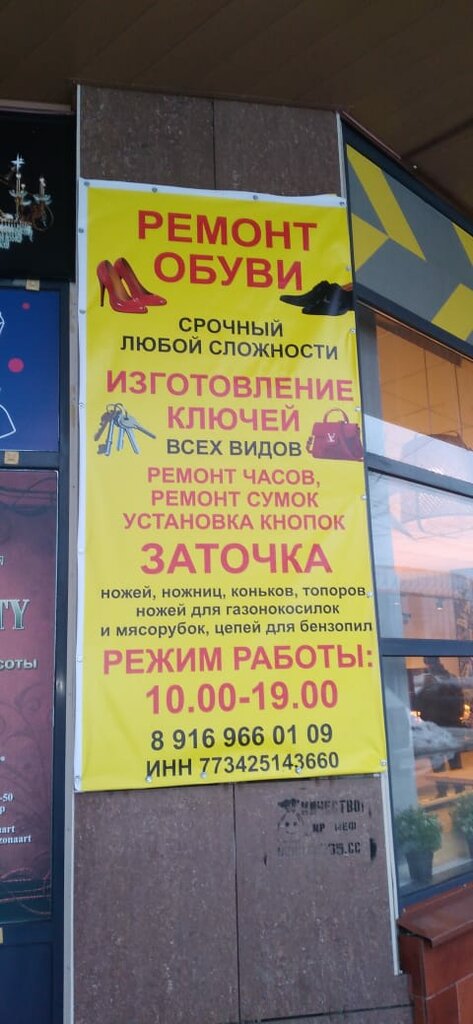 РЕМОНТ
ОБУВИ
СРОЧНЫЙ
ЛЮБОЙ СЛОЖНОСТИ
ИЗГОТОВЛЕНИЕ
КЛЮЧЕЙ
ВСЕХ ВИДОВ
РЕМОНТ ЧАСОВ,
РЕМОНТ СУМОК
УСТАНОВКА КНОПОК
ЗАТОЧКА
ножей, ножниц, коньков, топоров,
ножей для газонокосилок
и мясорубок, цепей для бензопил
РЕЖИМ РАБОТЫ:
10.00-19.00
8 916 966 01 09
ИНН 773425143660